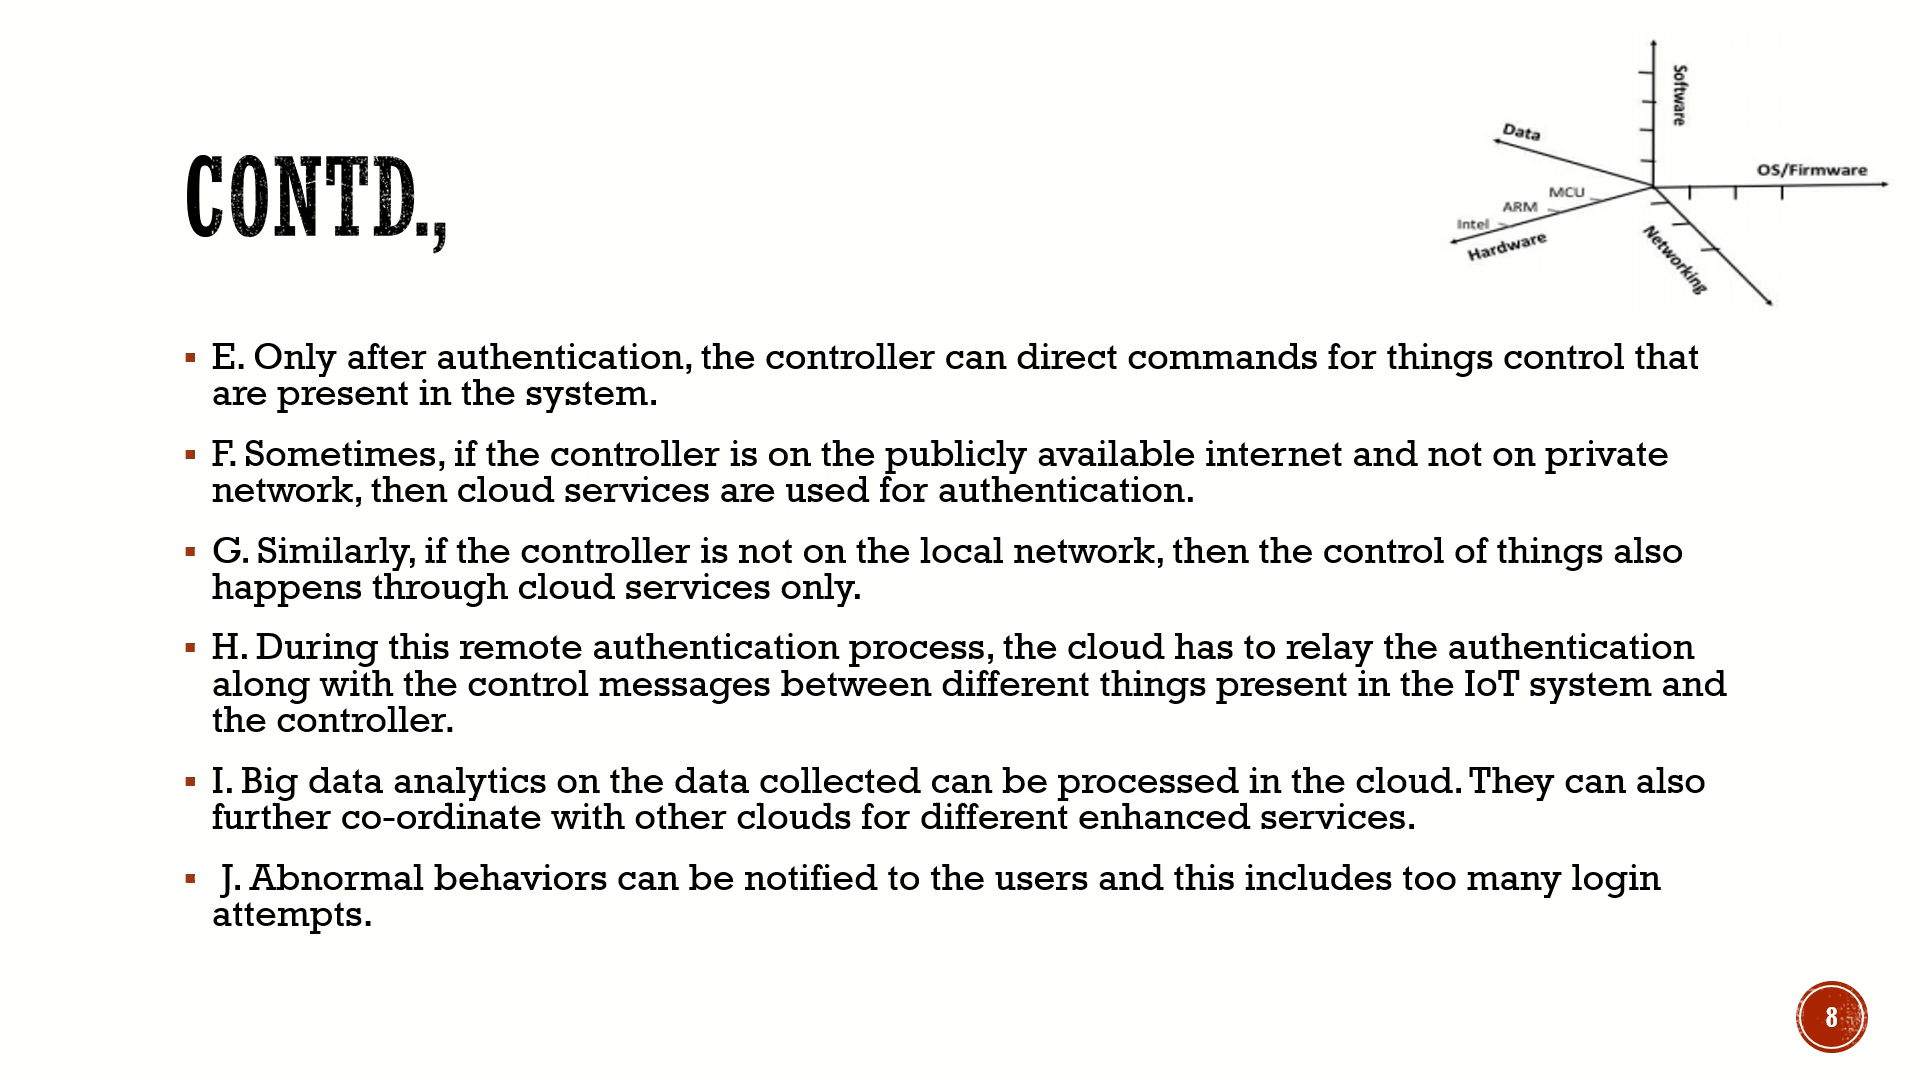 CONTD.,
Software
Data
OS/Firmware
MCU
ARM
Intel
Hardware
Networking
▪ E. Only after authentication, the controller can direct commands for things control that
are present in the system.
▪ F. Sometimes, if the controller is on the publicly available internet and not on private
network, then cloud services are used for authentication.
▪ G. Similarly, if the controller is not on the local network, then the control of things also
happens through cloud services only.
▪ H. During this remote authentication process, the cloud has to relay the authentication
along with the control messages between different things present in the IoT system and
the controller.
▪ I. Big data analytics on the data collected can be processed in the cloud. They can also
further co-ordinate with other clouds for different enhanced services.
▪ J. Abnormal behaviors can be notified to the users and this includes too many login
attempts.
8